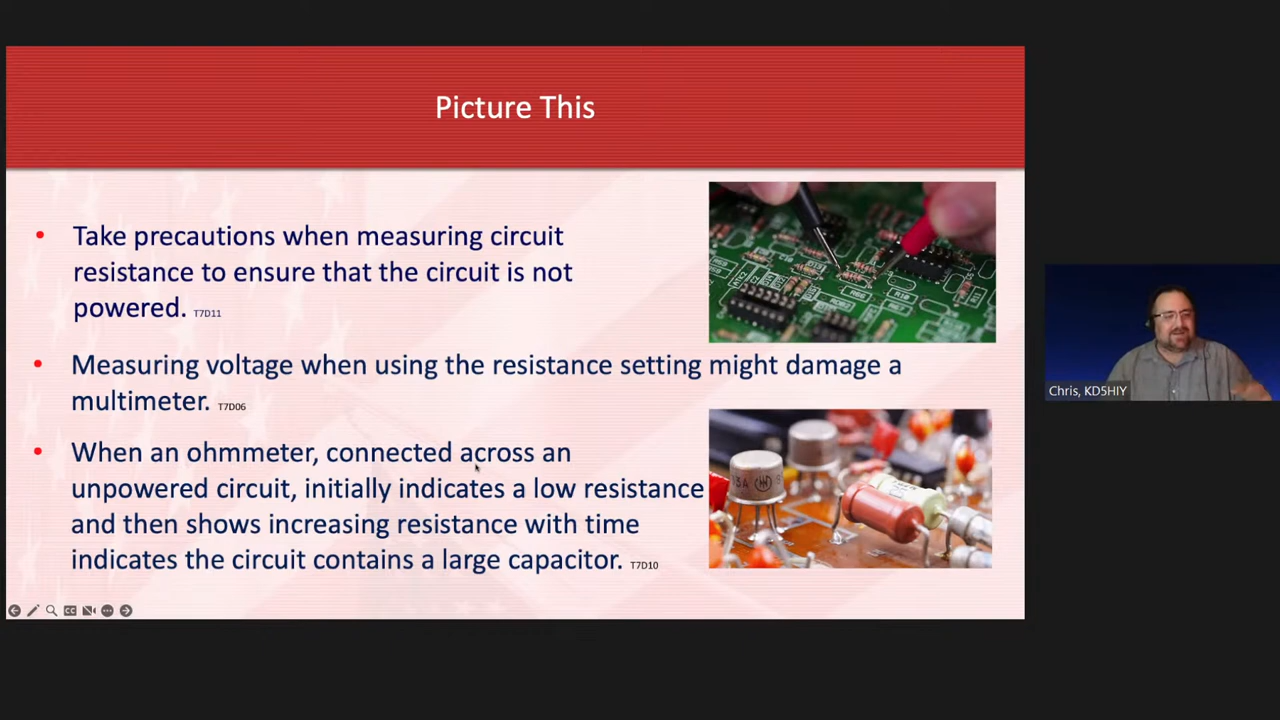 Picture This
Take precautions when measuring circuit
resistance to ensure that the circuit is not
powered. T7D11
Measuring voltage when using the resistance setting might damage a
multimeter. T7D06
When an ohmmeter, connected across an
unpowered circuit, initially indicates a low resistance
and then shows increasing resistance with time
indicates the circuit contains a large capacitor. T7D10
Chris, KD5HIY
CC